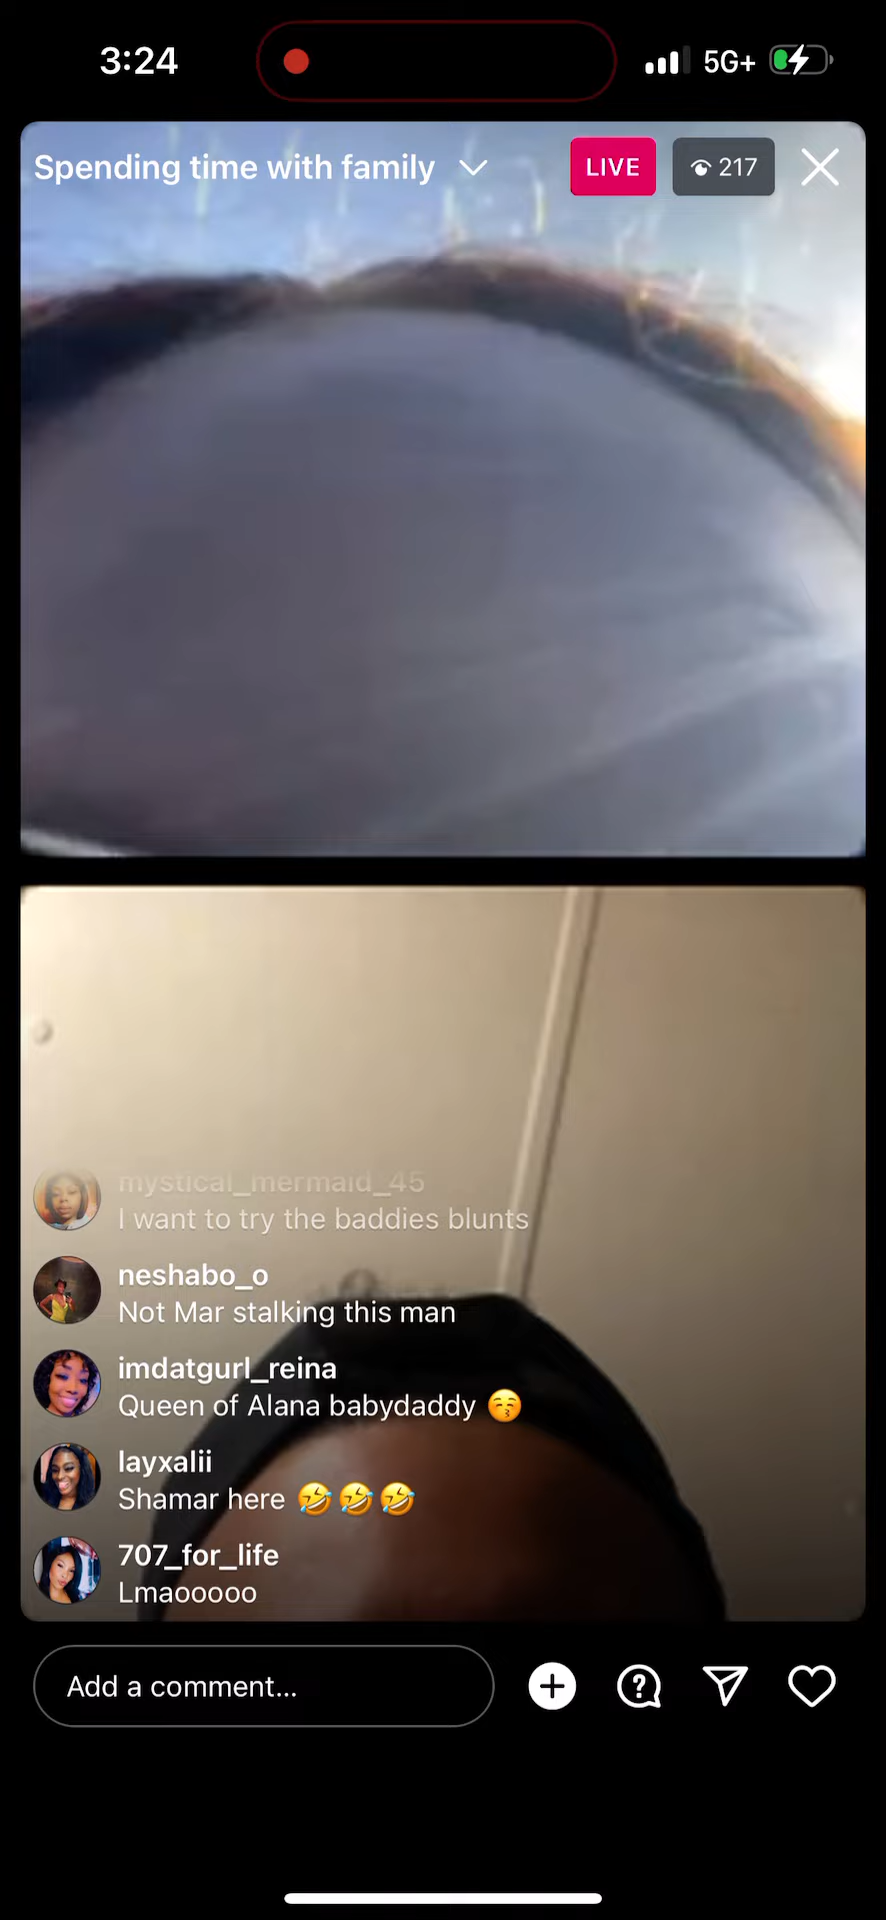 3:24
5G+
Spending time with family
LIVE
217
mystical_mermaid_45
I want to try the baddies blunts
neshabo_o
Not Mar stalking this man
imdatgurl_reina
Queen of Alana babydaddy 😚
layxalii
Shamar here 🤣🤣🤣
707_for_life
Lmaooooo
Add a comment...